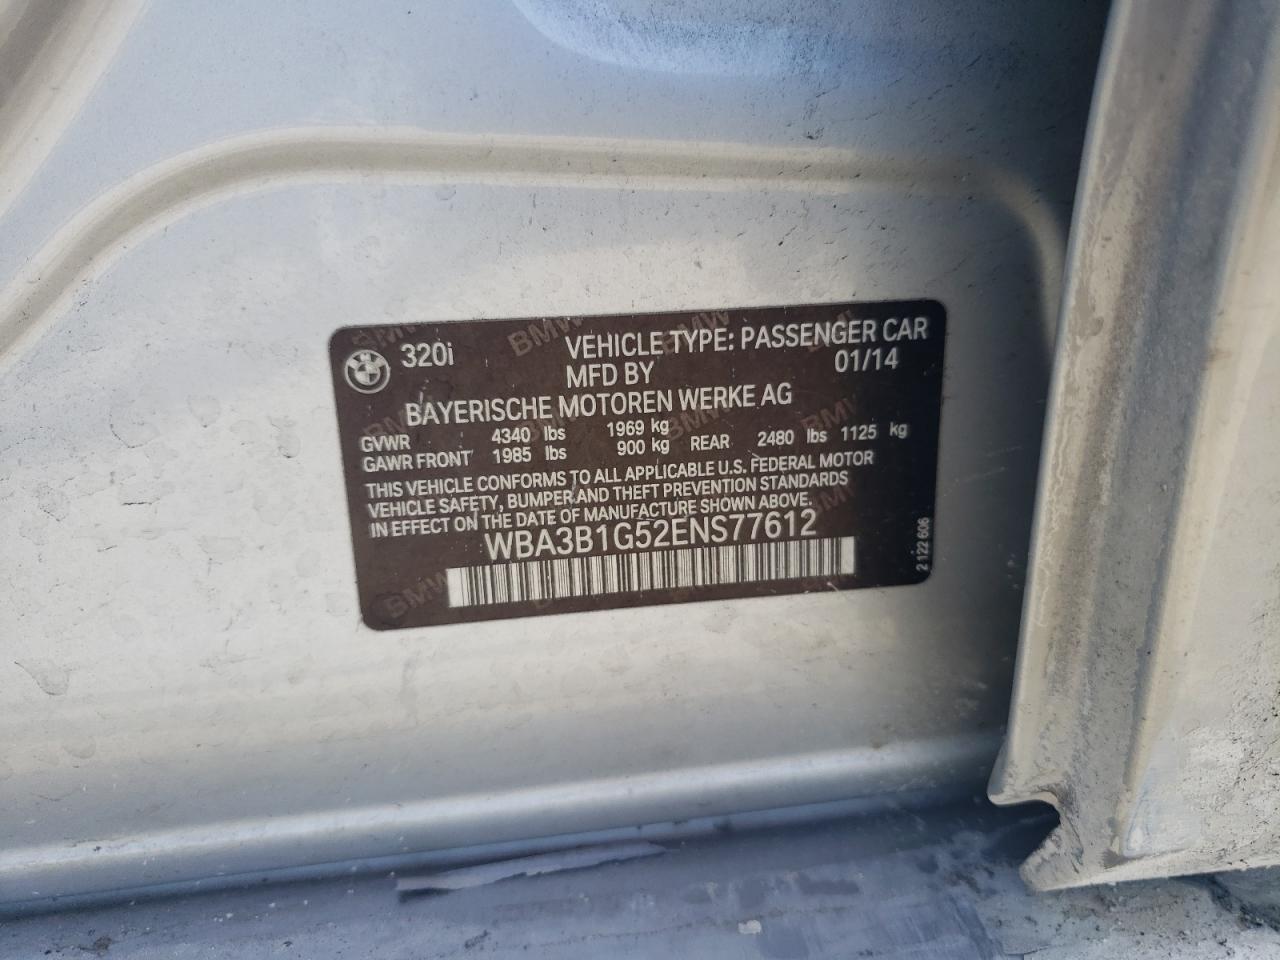 320i VEHICLE TYPE: PASSENGER CAR
MFD BY 01/14
BAYERISCHE MOTOREN WERKE AG
GVWR 4340 lbs 1969 kg
GAWR FRONT 1985 lbs 900 kg REAR 2480 lbs 1125 kg
THIS VEHICLE CONFORMS TO ALL APPLICABLE U.S. FEDERAL MOTOR
VEHICLE SAFETY, BUMPER AND THEFT PREVENTION STANDARDS
IN EFFECT ON THE DATE OF MANUFACTURE SHOWN ABOVE.
WBA3B1G52ENS77612
2 122 606